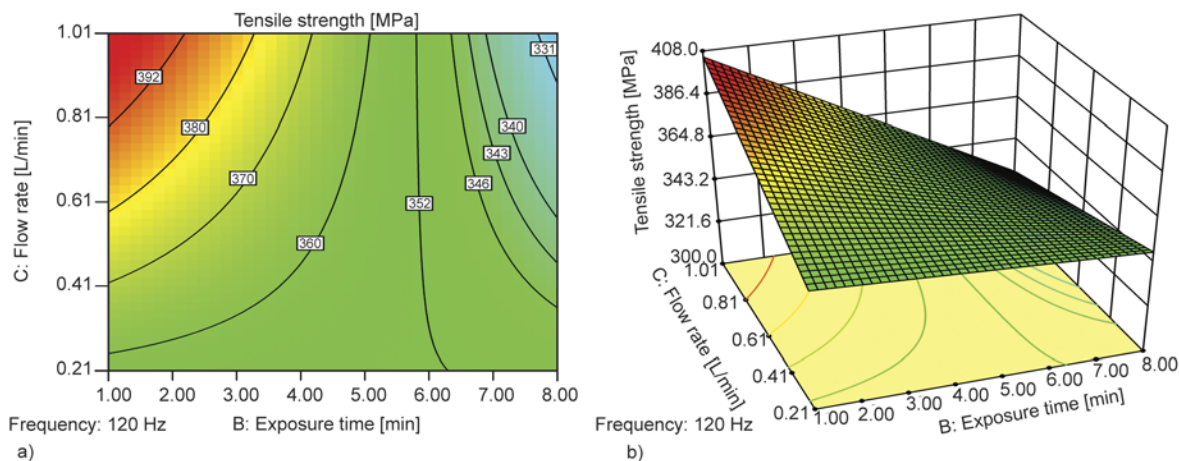 Tensile strength [MPa]
1.01
0.81
0.61
0.41
0.21
C: Flow rate [L/min]
392
380
370
360
352
346
343
340
331
1.00 2.00 3.00 4.00 5.00 6.00 7.00 8.00
Frequency: 120 Hz
B: Exposure time [min]
a)
408.0
386.4
364.8
343.2
321.6
300.0
Tensile strength [MPa]
1.01
0.81
0.61
0.41
0.21
C: Flow rate [L/min]
1.00 2.00 3.00 4.00 5.00 6.00 7.00 8.00
Frequency: 120 Hz
B: Exposure time [min]
b)